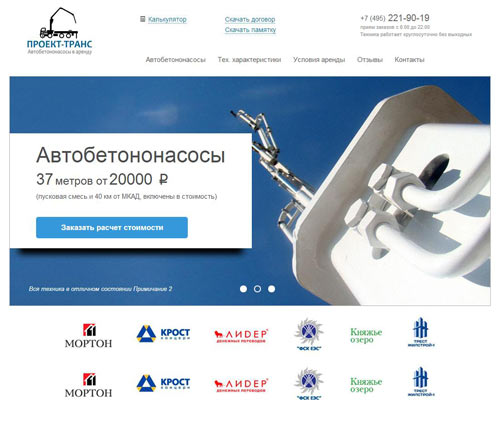 ПРОЕКТ-ТРАНС
Автобетононасосы в аренду
Калькулятор
Скачать договор
Скачать памятку
+7 (495) 221-90-19
прием заказов с 8.00 до 22.00
Техника работает круглосуточно без выходных
Автобетононасосы Тех. характеристики Условия аренды Отзывы Контакты
Автобетононасосы
37 метров от 20000 ₽
(пусковая смесь и 40 км от МКАД, включены в стоимость)
Заказать расчет стоимости
Вся техника в отличном состоянии Примичание 2
МОРТОН КРОСТ КОНЦЕРН ЛИДЕР ДЕНЕЖНЫХ ПЕРЕВОДОВ "ФСК ЕЭС" Княжье озеро ТРЕСТ ЖИЛСТРОЙ-1
МОРТОН КРОСТ КОНЦЕРН ЛИДЕР ДЕНЕЖНЫХ ПЕРЕВОДОВ "ФСК ЕЭС" Княжье озеро ТРЕСТ ЖИЛСТРОЙ-1